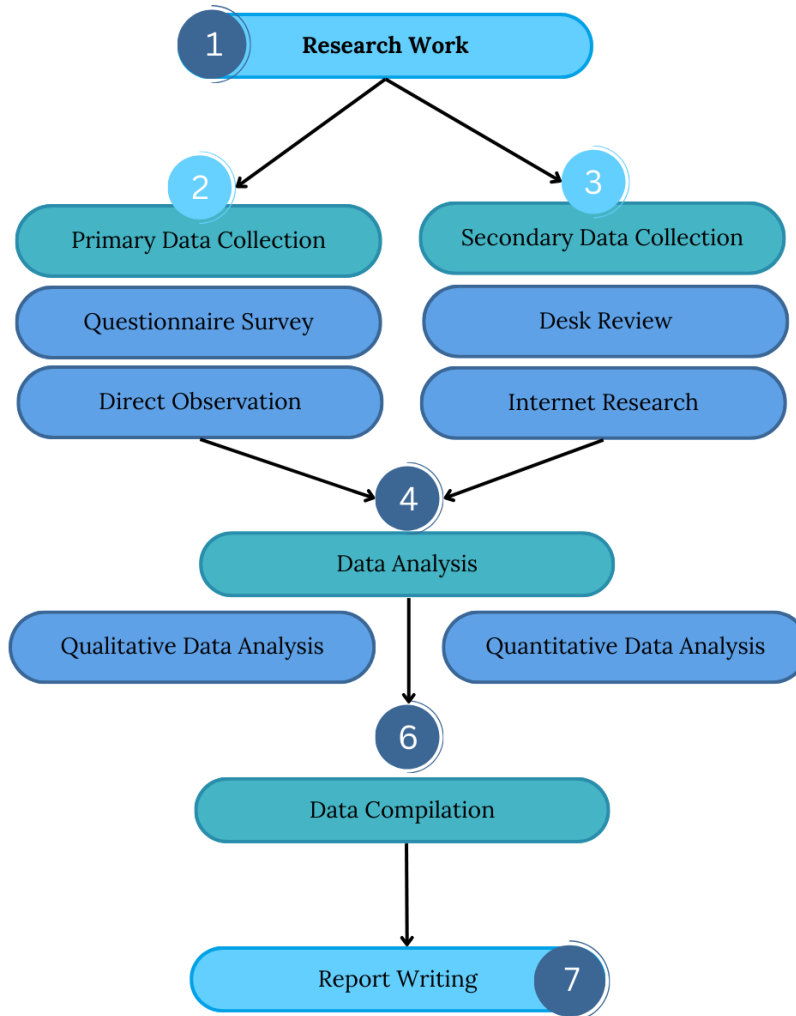 1
Research Work
2
3
Primary Data Collection
Secondary Data Collection
Questionnaire Survey
Desk Review
Direct Observation
Internet Research
4
Data Analysis
Qualitative Data Analysis
Quantitative Data Analysis
6
Data Compilation
Report Writing
7